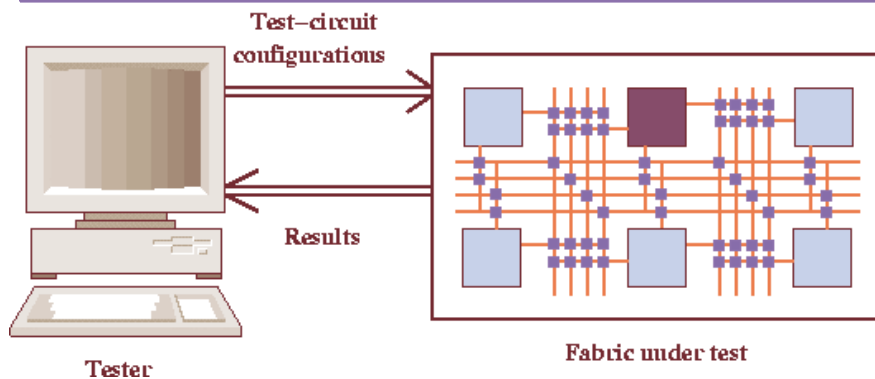 Test–circuit
configurations
Results
Tester
Fabric under test